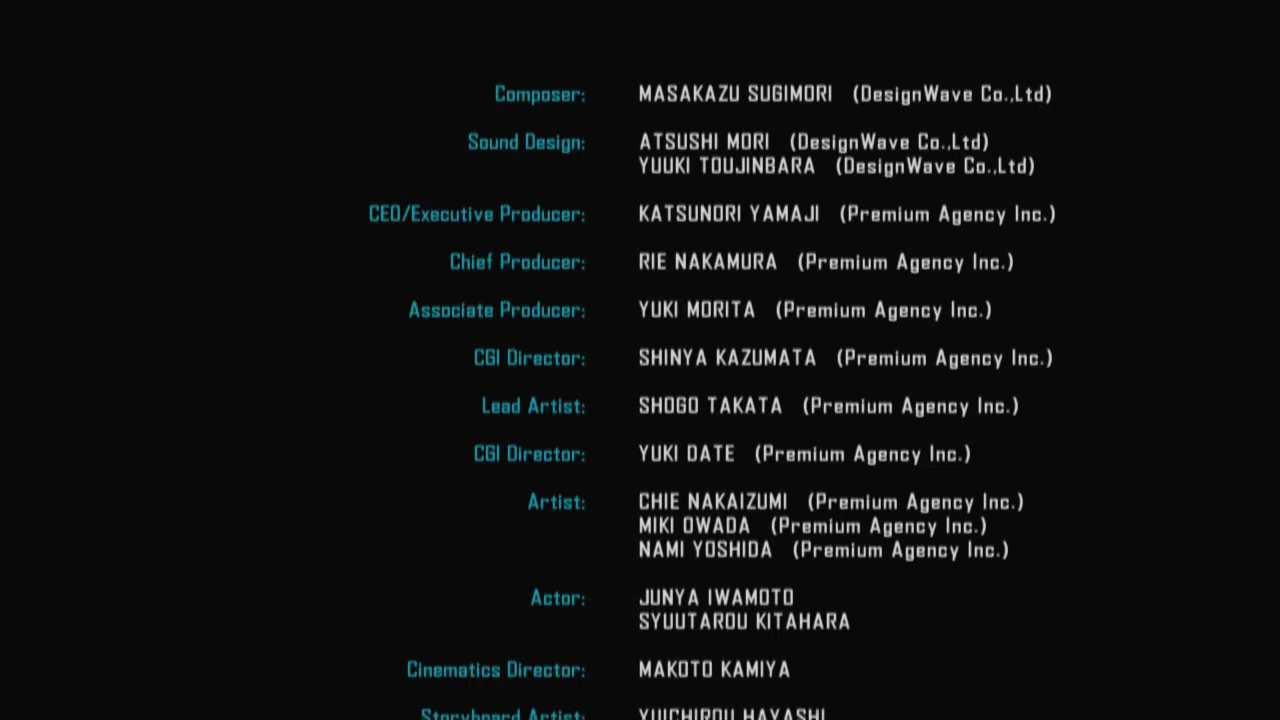 Composer: MASAKAZU SUGIMORI (DesignWave Co.,Ltd)
Sound Design: ATSUSHI MORI (DesignWave Co.,Ltd)
YUUKI TOUJINBARA (DesignWave Co.,Ltd)
CEO/Executive Producer: KATSUNORI YAMAJI (Premium Agency Inc.)
Chief Producer: RIE NAKAMURA (Premium Agency Inc.)
Associate Producer: YUKI MORITA (Premium Agency Inc.)
CGI Director: SHINYA KAZUMATA (Premium Agency Inc.)
Lead Artist: SHOGO TAKATA (Premium Agency Inc.)
CGI Director: YUKI DATE (Premium Agency Inc.)
Artist: CHIE NAKAIZUMI (Premium Agency Inc.)
MIKI OWADA (Premium Agency Inc.)
NAMI YOSHIDA (Premium Agency Inc.)
Actor: JUNYA IWAMOTO
SYUUTAROU KITAHARA
Cinematics Director: MAKOTO KAMIYA
Storyboard Artist: YUICHIROU HAYASHI